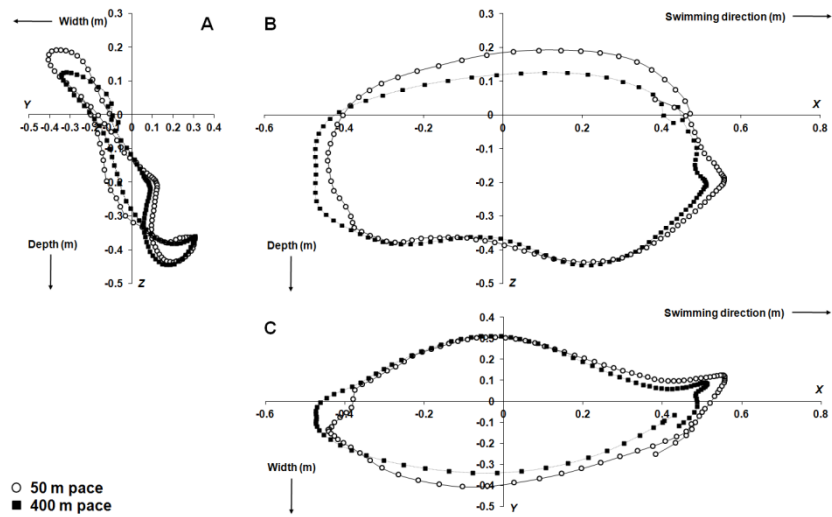 Width (m)
A
0.3
0.2
0.1
Y
0
-0.5 -0.4 -0.3 -0.2 -0.1 0 0.1 0.2 0.3 0.4
-0.1
-0.2
-0.3
-0.4
-0.5
Z
Depth (m)
B
Swimming direction (m)
0.3
0.2
0.1
X
0
-0.6 -0.4 -0.2 0 0.2 0.4 0.6 0.8
-0.1
-0.2
-0.3
-0.4
-0.5
Z
Depth (m)
C
Swimming direction (m)
0.4
0.3
0.2
0.1
X
0
-0.6 -0.4 -0.2 0 0.2 0.4 0.6 0.8
-0.1
-0.2
-0.3
-0.4
-0.5
Y
Width (m)
50 m pace
400 m pace